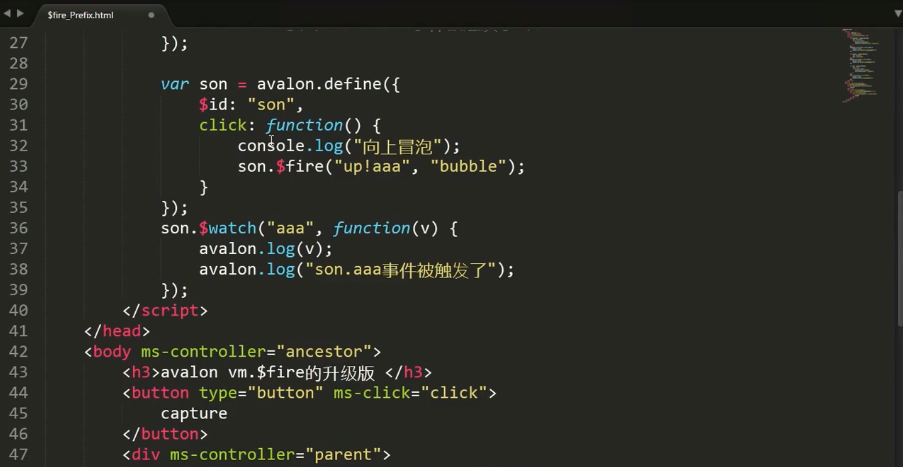 $fire_Prefix.html
27 });
28
29 var son = avalon.define({
30 $id: "son",
31 click: function() {
32 console.log("向上冒泡");
33 son.$fire("up!aaa", "bubble");
34 }
35 });
36 son.$watch("aaa", function(v) {
37 avalon.log(v);
38 avalon.log("son.aaa事件被触发了");
39 });
40 </script>
41 </head>
42 <body ms-controller="ancestor">
43 <h3>avalon vm.$fire的升级版 </h3>
44 <button type="button" ms-click="click">
45 capture
46 </button>
47 <div ms-controller="parent">